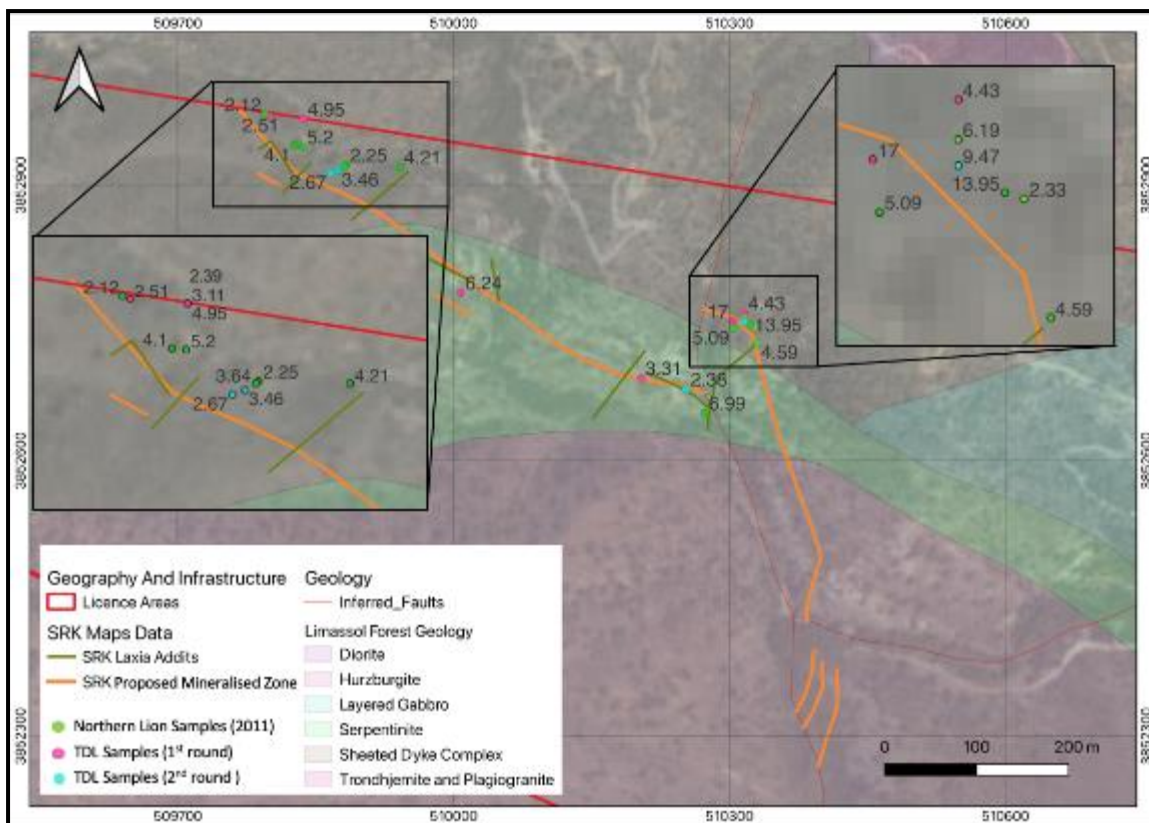 509700
510000
510300
510600
2.12
4.95
2.51
5.2
4.1
2.25
4.21
2.67
3.46
4.43
6.19
17
9.47
13.95
2.33
5.09
4.59
3852900
3852900
2.39
2.12
2.51
3.11
4.95
4.1
5.2
3.64
2.25
4.21
2.67
3.46
6.24
4.43
17
13.95
5.09
4.59
3.31
2.36
6.99
3852600
3852600
Geography And Infrastructure
Licence Areas
SRK Maps Data
SRK Laxia Addits
SRK Proposed Mineralised Zone
Northern Lion Samples (2011)
TDL Samples (1st round)
TDL Samples (2nd round )
Geology
Inferred_Faults
Limassol Forest Geology
Diorite
Hurzburgite
Layered Gabbro
Serpentinite
Sheeted Dyke Complex
Trondhjemite and Plagiogranite
3852300
3852300
0 100 200 m
509700
510000
510300
510600